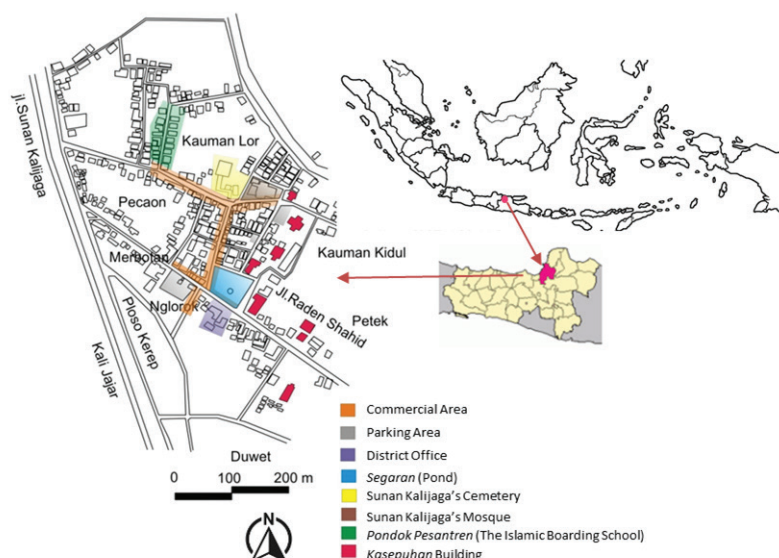 jl.Sunan Kalijaga
Kauman Lor
Pecaon
Kauman Kidul
Merbotan
Nglorok
jl.Raden Shahid
Ploso Kerep
Petek
Kali Jajar
Duwet
0 100 200 m
N
Commercial Area
Parking Area
District Office
Segaran (Pond)
Sunan Kalijaga's Cemetery
Sunan Kalijaga's Mosque
Pondok Pesantren (The Islamic Boarding School)
Kasepuhan Building